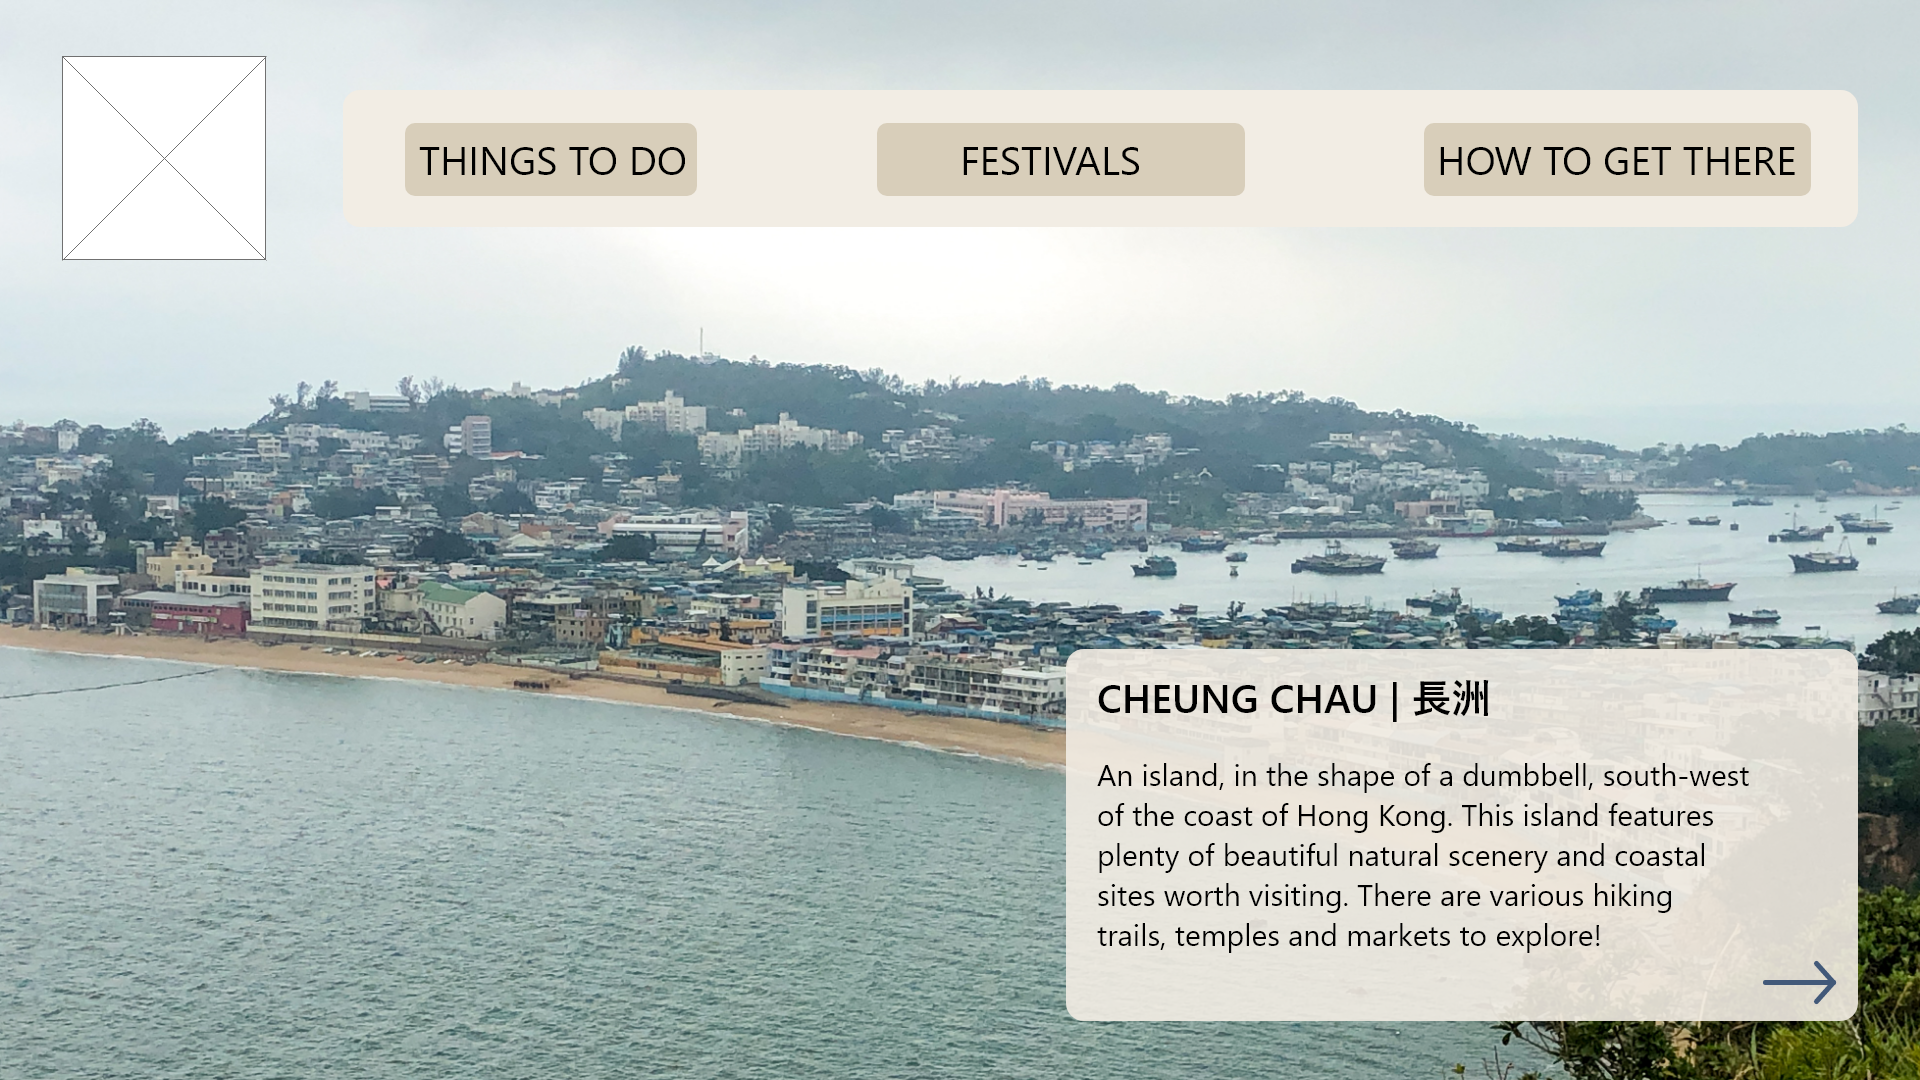 THINGS TO DO
FESTIVALS
HOW TO GET THERE
CHEUNG CHAU | 長洲
An island, in the shape of a dumbbell, south-west
of the coast of Hong Kong. This island features
plenty of beautiful natural scenery and coastal
sites worth visiting. There are various hiking
trails, temples and markets to explore!